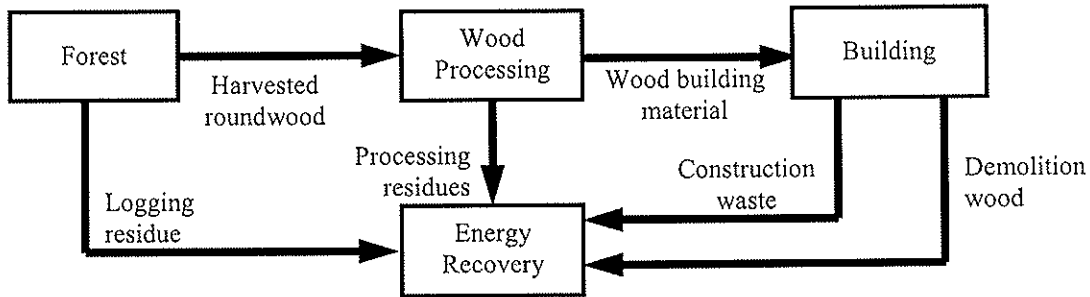 Forest
Harvested
roundwood
Wood
Processing
Wood building
material
Building
Logging
residue
Processing
residues
Construction
waste
Demolition
wood
Energy
Recovery